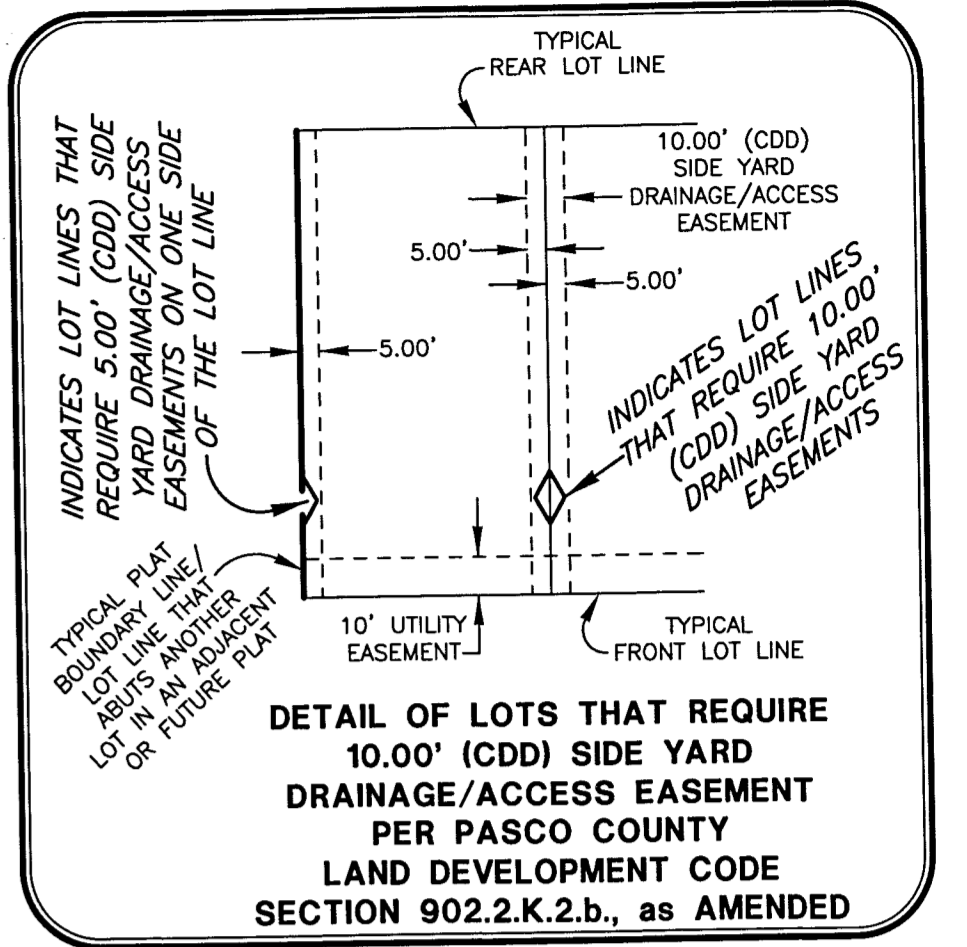 TYPICAL
REAR LOT LINE
INDICATES LOT LINES THAT
REQUIRE 5.00' (CDD) SIDE
YARD DRAINAGE/ACCESS
EASEMENTS ON ONE SIDE
OF THE LOT LINE
10.00' (CDD)
SIDE YARD
DRAINAGE/ACCESS
EASEMENT
5.00'
5.00'
5.00'
INDICATES LOT LINES
THAT REQUIRE 10.00'
(CDD) SIDE YARD
DRAINAGE/ACCESS
EASEMENTS
TYPICAL PLAT
BOUNDARY LINE/
LOT LINE THAT
ABUTS ANOTHER
LOT IN AN ADJACENT
OR FUTURE PLAT
10' UTILITY
EASEMENT
TYPICAL
FRONT LOT LINE
DETAIL OF LOTS THAT REQUIRE
10.00' (CDD) SIDE YARD
DRAINAGE/ACCESS EASEMENT
PER PASCO COUNTY
LAND DEVELOPMENT CODE
SECTION 902.2.K.2.b., as AMENDED